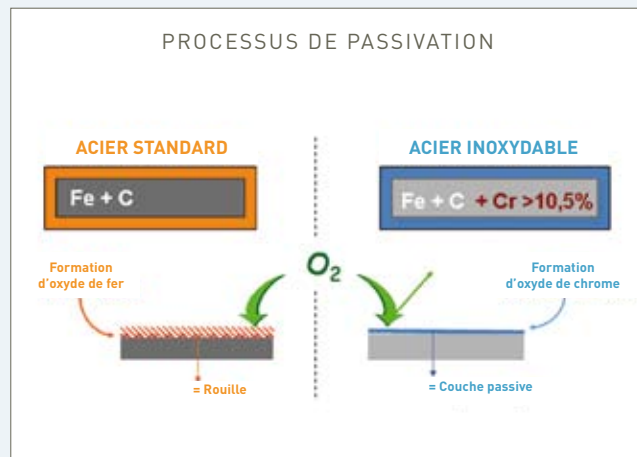 PROCESSUS DE PASSIVATION
ACIER STANDARD
Fe + C
ACIER INOXYDABLE
Fe + C + Cr >10,5%
O₂
Formation
d'oxyde de fer
= Rouille
Formation
d'oxyde de chrome
= Couche passive